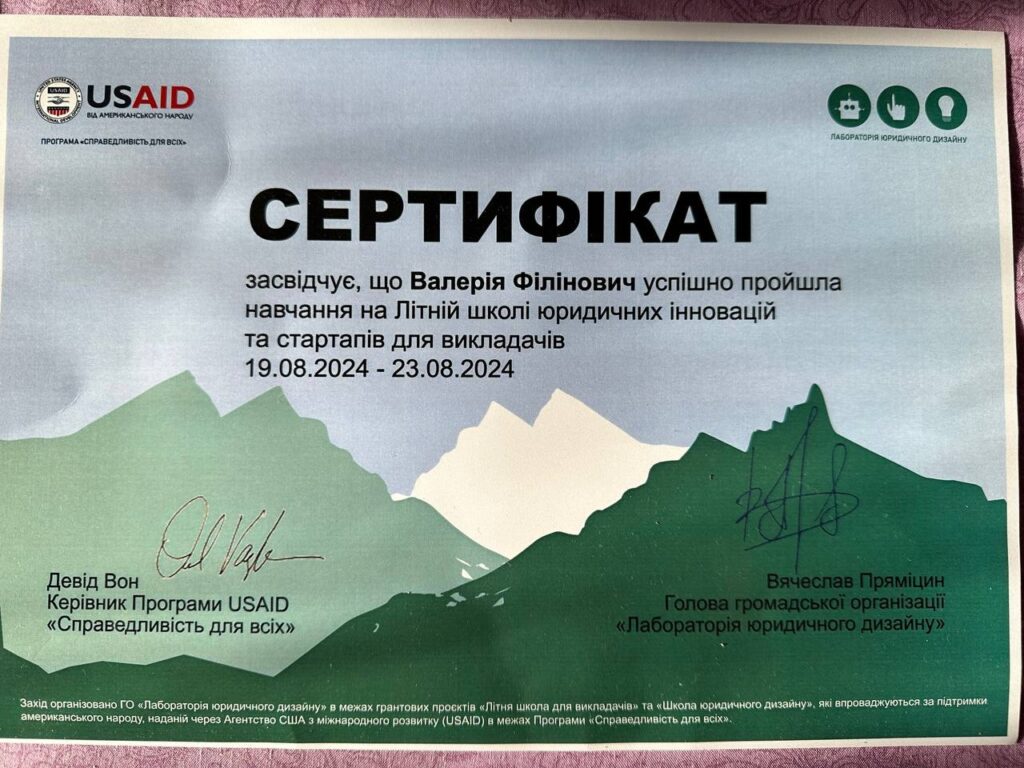 USAID
ВІД АМЕРИКАНСЬКОГО НАРОДУ
ПРОГРАМА «СПРАВЕДЛИВІСТЬ ДЛЯ ВСІХ»
ЛАБОРАТОРІЯ ЮРИДИЧНОГО ДИЗАЙНУ
СЕРТИФІКАТ
засвідчує, що Валерія Філінович успішно пройшла
навчання на Літній школі юридичних інновацій
та стартапів для викладачів
19.08.2024 - 23.08.2024
Девід Вон
Керівник Програми USAID
«Справедливість для всіх»
Вячеслав Пряміцин
Голова громадської організації
«Лабораторія юридичного дизайну»
Захід організовано ГО «Лабораторія юридичного дизайну» в межах грантових проєктів «Літня школа для викладачів» та «Школа юридичного дизайну», які впроваджуються за підтримки
американського народу, наданій через Агентство США з міжнародного розвитку (USAID) в межах Програми «Справедливість для всіх».